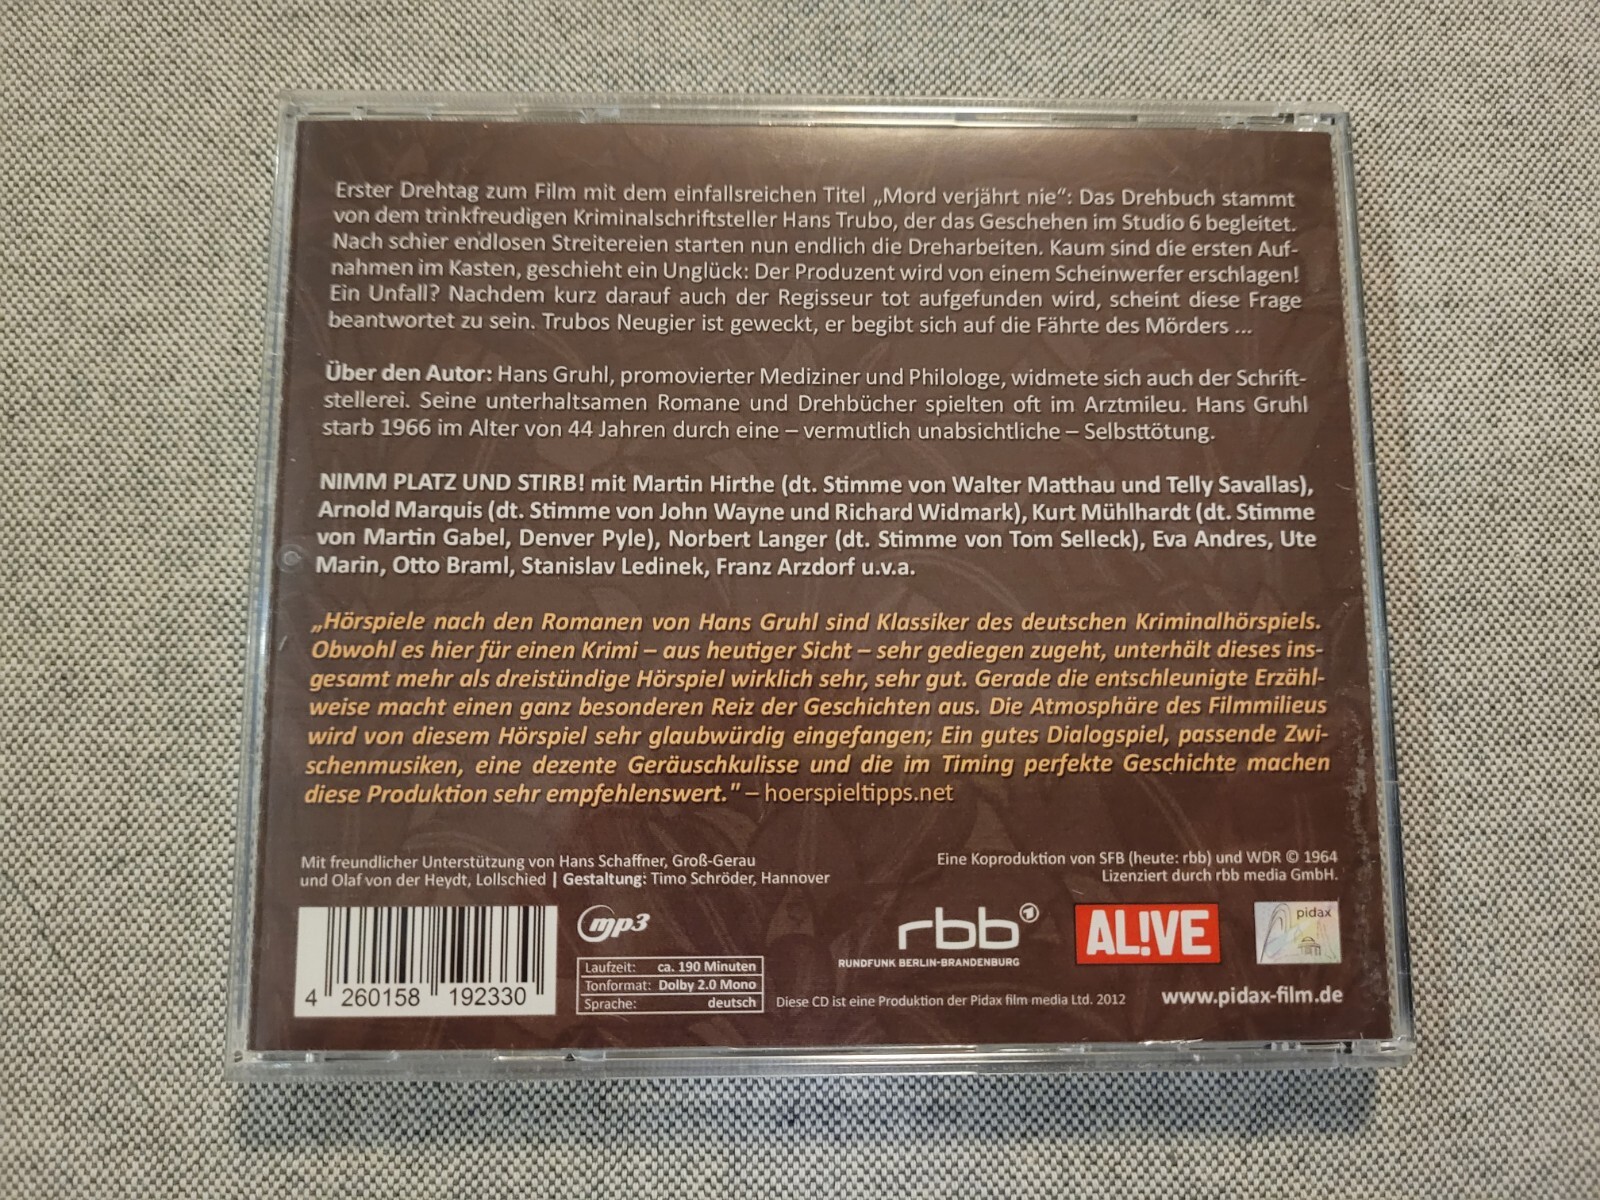 Erster Drehtag zum Film mit dem einfallsreichen Titel „Mord verjährt nie“: Das Drehbuch stammt
von dem trinkfreudigen Kriminalschriftsteller Hans Trubo, der das Geschehen im Studio 6 begleitet.
Nach schier endlosen Streitereien starten nun endlich die Dreharbeiten. Kaum sind die ersten Auf-
nahmen im Kasten, geschieht ein Unglück: Der Produzent wird von einem Scheinwerfer erschlagen!
Ein Unfall? Nachdem kurz darauf auch der Regisseur tot aufgefunden wird, scheint diese Frage
beantwortet zu sein. Trubos Neugier ist geweckt, er begibt sich auf die Fährte des Mörders ...
Über den Autor: Hans Gruhl, promovierter Mediziner und Philologe, widmete sich auch der Schrift-
stellerei. Seine unterhaltsamen Romane und Drehbücher spielten oft im Arztmileu. Hans Gruhl
starb 1966 im Alter von 44 Jahren durch eine – vermutlich unabsichtliche – Selbsttötung.
NIMM PLATZ UND STIRB! mit Martin Hirthe (dt. Stimme von Walter Matthau und Telly Savallas),
Arnold Marquis (dt. Stimme von John Wayne und Richard Widmark), Kurt Mühlhardt (dt. Stimme
von Martin Gabel, Denver Pyle), Norbert Langer (dt. Stimme von Tom Selleck), Eva Andres, Ute
Marin, Otto Braml, Stanislav Ledinek, Franz Arzdorf u.v.a.
„Hörspiele nach den Romanen von Hans Gruhl sind Klassiker des deutschen Kriminalhörspiels.
Obwohl es hier für einen Krimi – aus heutiger Sicht – sehr gediegen zugeht, unterhält dieses ins-
gesamt mehr als dreistündige Hörspiel wirklich sehr, sehr gut. Gerade die entschleunigte Erzähl-
weise macht einen ganz besonderen Reiz der Geschichten aus. Die Atmosphäre des Filmmilieus
wird von diesem Hörspiel sehr glaubwürdig eingefangen; Ein gutes Dialogspiel, passende Zwi-
schenmusiken, eine dezente Geräuschkulisse und die im Timing perfekte Geschichte machen
diese Produktion sehr empfehlenswert." – hoerspieltipps.net
Mit freundlicher Unterstützung von Hans Schaffner, Groß-Gerau
und Olaf von der Heydt, Lollschied | Gestaltung: Timo Schröder, Hannover
Eine Koproduktion von SFB (heute: rbb) und WDR © 1964
Lizenziert durch rbb media GmbH.
4 260158 192330
mp3
Laufzeit: ca. 190 Minuten
Tonformat: Dolby 2.0 Mono
Sprache: deutsch
rbb
RUNDFUNK BERLIN-BRANDENBURG
AL!VE
pidax
Diese CD ist eine Produktion der Pidax film media Ltd. 2012
www.pidax-film.de